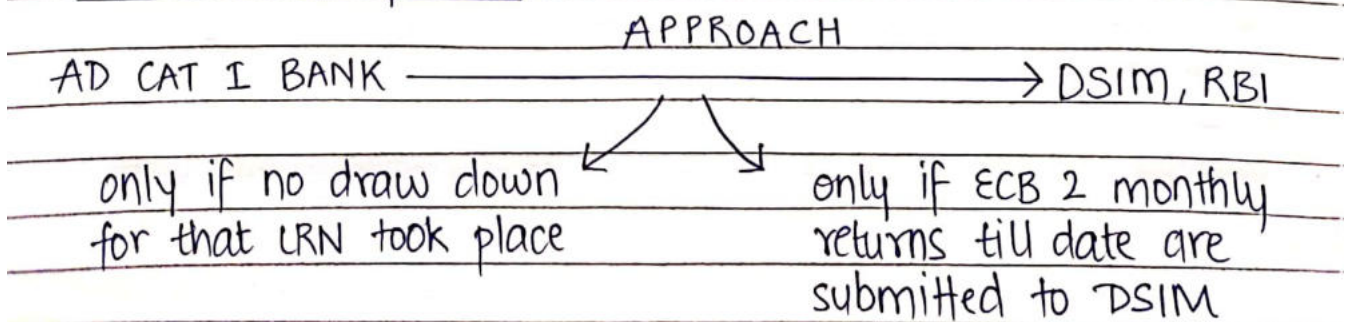 APPROACH
AD CAT I BANK → DSIM, RBI
only if no draw down
for that LRN took place
only if ECB 2 monthly
returns till date are
submitted to DSIM